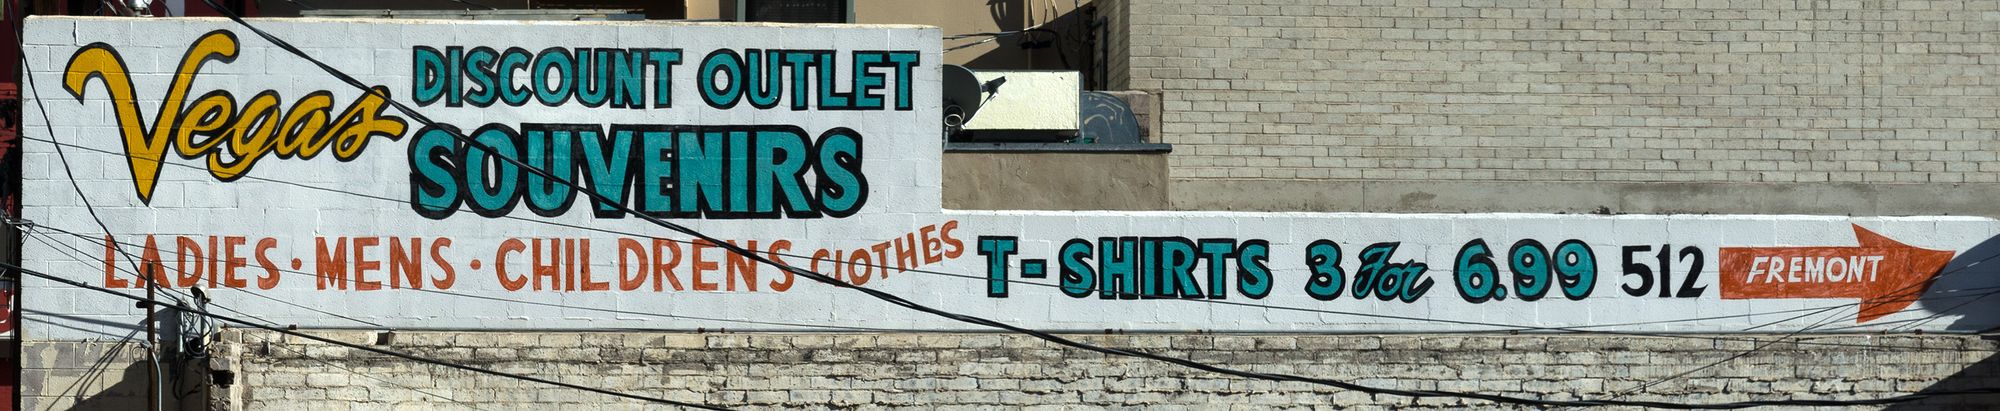 Vegas DISCOUNT OUTLET
SOUVENIRS
LADIES · MENS · CHILDRENS CLOTHES T-SHIRTS 3 For 6.99 512 FREMONT